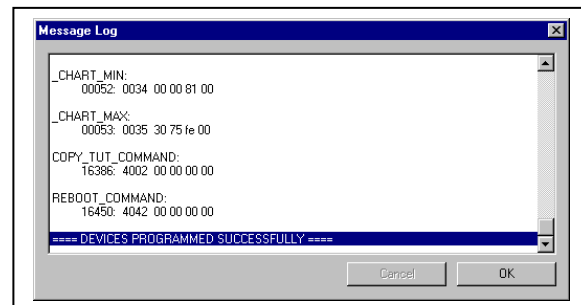 Message Log
_CHART_MIN:
00052: 0034 00 00 81 00
_CHART_MAX:
00053: 0035 30 75 fe 00
COPY_TUT_COMMAND:
16386: 4002 00 00 00 00
REBOOT_COMMAND:
16450: 4042 00 00 00 00
==== DEVICES PROGRAMMED SUCCESSFULLY ====
Cancel
OK